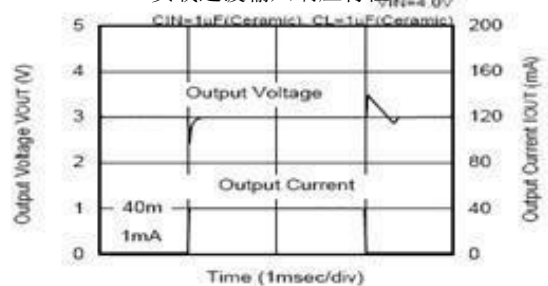 CIN=1uF(Ceramic), CL=1uF(Ceramic)
5
4
3
2
1
0
Output Voltage VOUT (V)
200
160
120
80
40
0
Output Current IOUT (mA)
Output Voltage
Output Current
40m
1mA
Time (1msec/div)